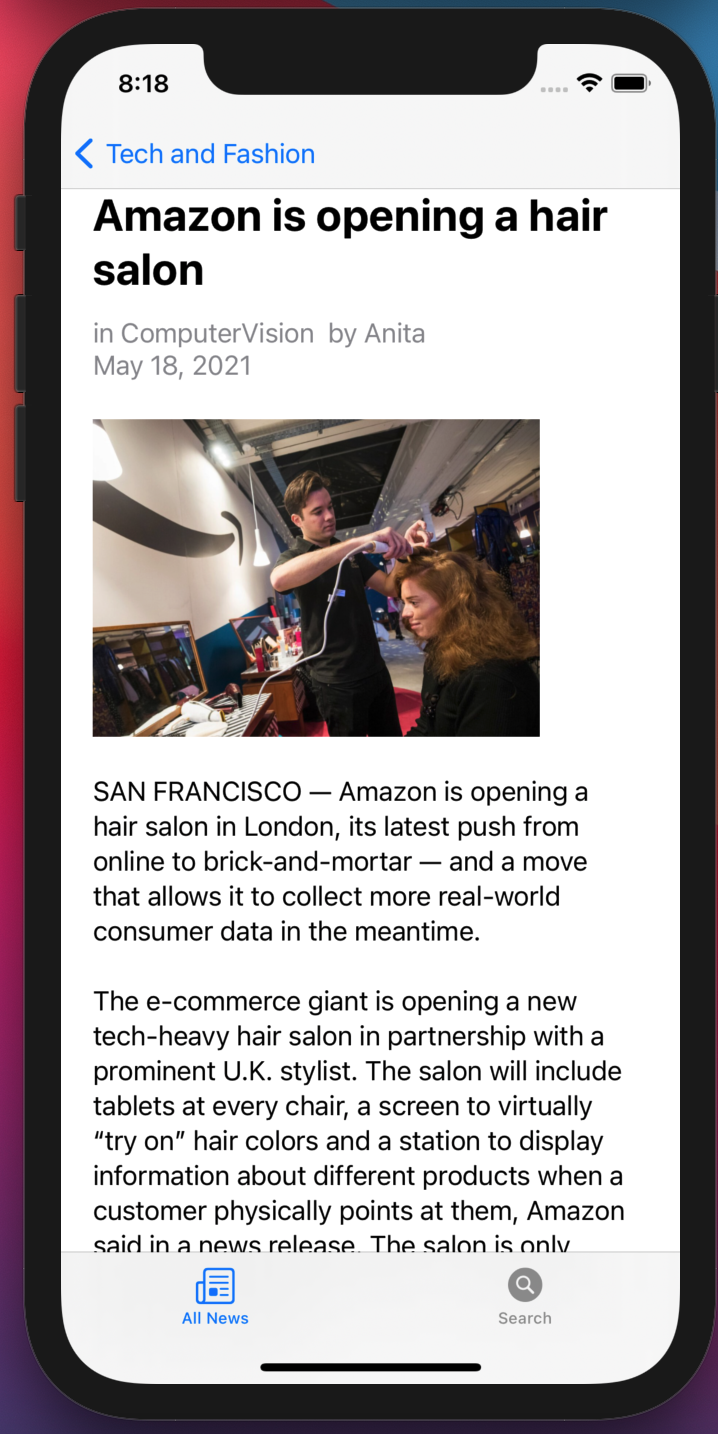 8:18
Tech and Fashion
Amazon is opening a hair
salon
in ComputerVision  by Anita
May 18, 2021
SAN FRANCISCO — Amazon is opening a
hair salon in London, its latest push from
online to brick-and-mortar — and a move
that allows it to collect more real-world
consumer data in the meantime.
The e-commerce giant is opening a new
tech-heavy hair salon in partnership with a
prominent U.K. stylist. The salon will include
tablets at every chair, a screen to virtually
“try on” hair colors and a station to display
information about different products when a
customer physically points at them, Amazon
said in a news release. The salon is only
All News
Search